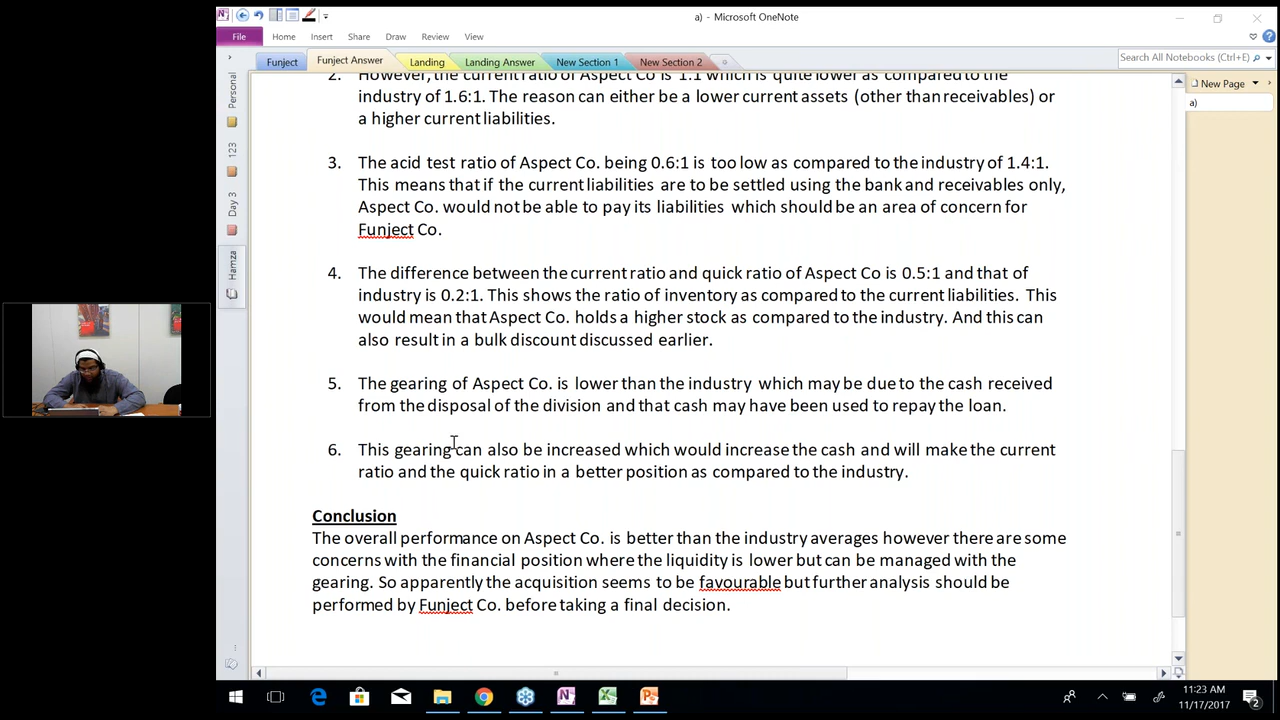 a) - Microsoft OneNote
File Home Insert Share Draw Review View
Funject Funject Answer Landing Landing Answer New Section 1 New Section 2
Search All Notebooks (Ctrl+E)
New Page
a)
Personal
123
Day 3
Hamza
2. However, the current ratio of Aspect Co is 1:1 which is quite lower as compared to the
industry of 1.6:1. The reason can either be a lower current assets (other than receivables) or
a higher current liabilities.
3. The acid test ratio of Aspect Co. being 0.6:1 is too low as compared to the industry of 1.4:1.
This means that if the current liabilities are to be settled using the bank and receivables only,
Aspect Co. would not be able to pay its liabilities which should be an area of concern for
Funject Co.
4. The difference between the current ratio and quick ratio of Aspect Co is 0.5:1 and that of
industry is 0.2:1. This shows the ratio of inventory as compared to the current liabilities. This
would mean that Aspect Co. holds a higher stock as compared to the industry. And this can
also result in a bulk discount discussed earlier.
5. The gearing of Aspect Co. is lower than the industry which may be due to the cash received
from the disposal of the division and that cash may have been used to repay the loan.
6. This gearing can also be increased which would increase the cash and will make the current
ratio and the quick ratio in a better position as compared to the industry.
Conclusion
The overall performance on Aspect Co. is better than the industry averages however there are some
concerns with the financial position where the liquidity is lower but can be managed with the
gearing. So apparently the acquisition seems to be favourable but further analysis should be
performed by Funject Co. before taking a final decision.
11:23 AM
11/17/2017
2